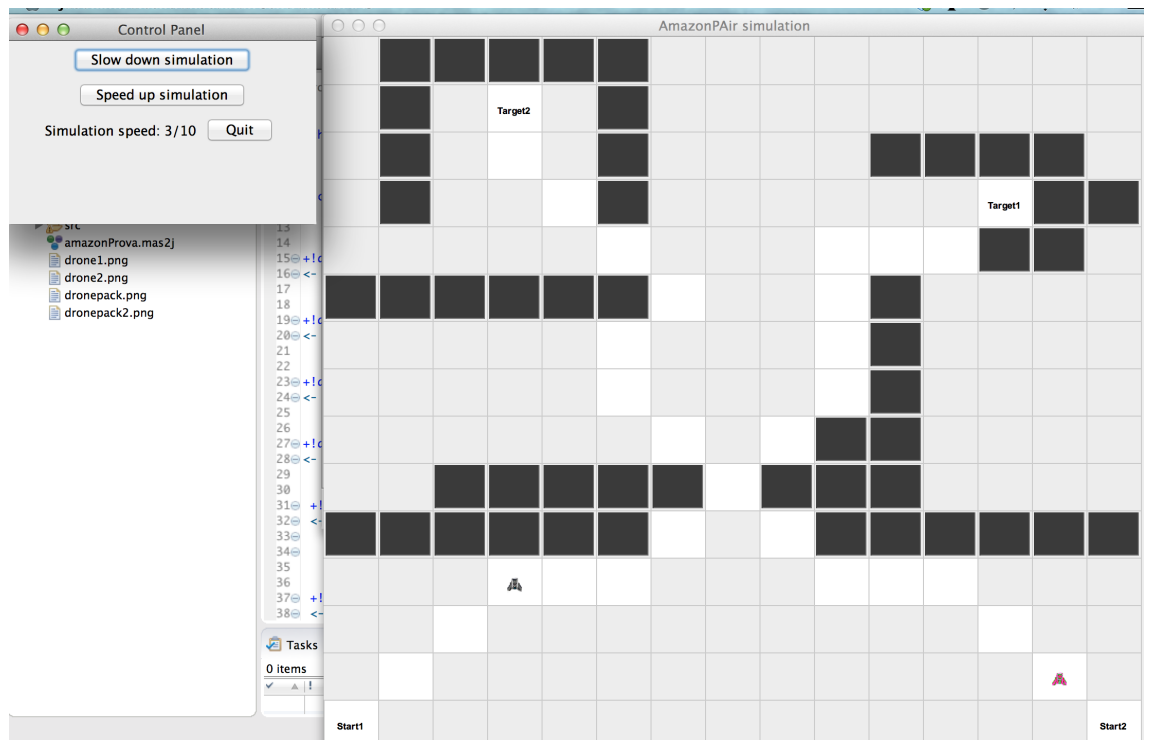 Control Panel
Slow down simulation
Speed up simulation
Simulation speed: 3/10
Quit
src
amazonProva.mas2j
drone1.png
drone2.png
dronepack.png
dronepack2.png
13
14
15 +!
16 <-
17
18
19 +!
20 <-
21
22
23 +!
24 <-
25
26
27 +!
28 <-
29
30
31 +!
32 <-
33
34
35
36
37 +!
38 <-
Tasks
0 items
!
AmazonPAir simulation
Target2
Target1
Start1
Start2